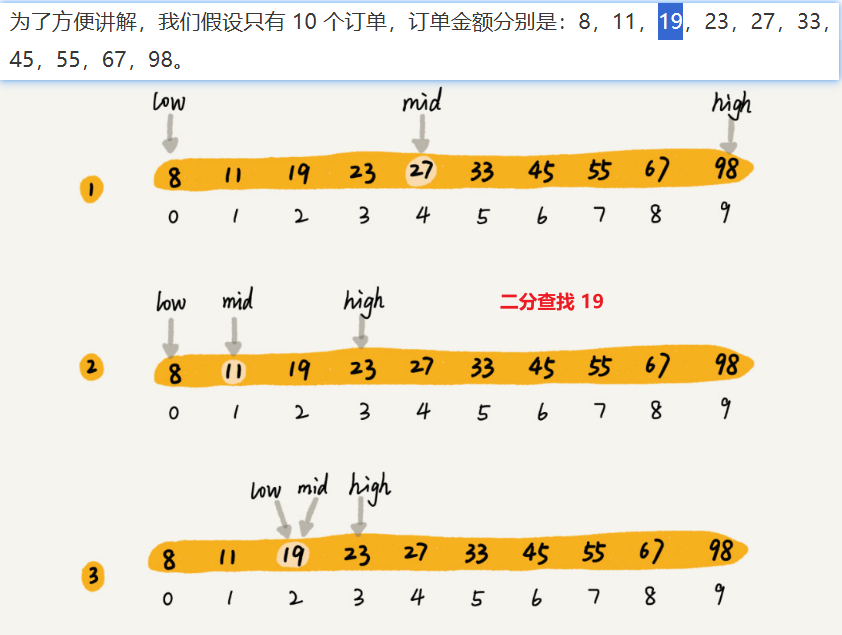 为了方便讲解，我们假设只有 10 个订单，订单金额分别是：8，11，19，23，27，33，
45，55，67，98。
low mid high
1 8 11 19 23 27 33 45 55 67 98
0 1 2 3 4 5 6 7 8 9
low mid high 二分查找 19
2 8 11 19 23 27 33 45 55 67 98
0 1 2 3 4 5 6 7 8 9
low mid high
3 8 11 19 23 27 33 45 55 67 98
0 1 2 3 4 5 6 7 8 9